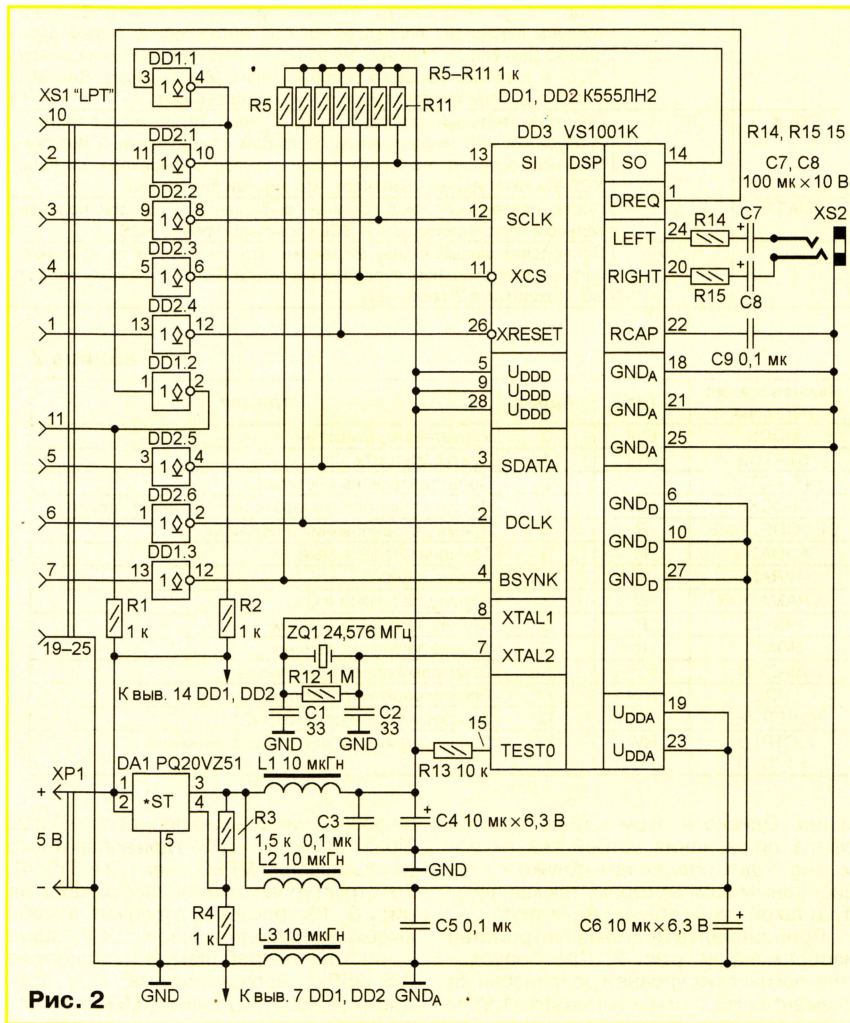 DD1.1
3
1
4
R5–R11 1 к
XS1 "LPT"
R5
R11
DD1, DD2 К555ЛН2
10
DD2.1
DD3 VS1001K
R14, R15 15
2
11
1
10
13
SI
DSP
SO
14
C7, C8
100 мк × 10 В
DD2.2
DREQ
1
3
9
1
8
12
SCLK
R14
C7
XS2
DD2.3
LEFT
24
+
4
5
1
6
11
XCS
RIGHT
20
+
DD2.4
R15
C8
1
13
1
12
26
XRESET
RCAP
22
DD1.2
C9 0,1 мк
1
1
2
5
UDDD
GNDA
18
9
UDDD
11
28
UDDD
GNDA
21
DD2.5
GNDA
25
5
3
1
4
3
SDATA
DD2.6
GNDD
6
6
1
1
2
2
DCLK
GNDD
10
DD1.3
GNDD
27
7
13
1
12
4
BSYNK
R1
1 к
R2
1 к
8
XTAL1
ZQ1 24,576 МГц
7
XTAL2
19–25
R12 1 М
К выв. 14 DD1, DD2
C1
33
C2
33
UDDA
19
GND
GND
15
TEST0
UDDA
23
R13 10 к
XP1
DA1 PQ20VZ51
L1 10 мкГн
+
1
2
*ST
3
4
5
R3
1,5 к
C3
0,1 мк
+
C4 10 мк × 6,3 В
5 В
L2 10 мкГн
GND
–
R4
1 к
C5 0,1 мк
C6 10 мк × 6,3 В
+
L3 10 мкГн
Рис. 2
GND
К выв. 7 DD1, DD2
GNDA